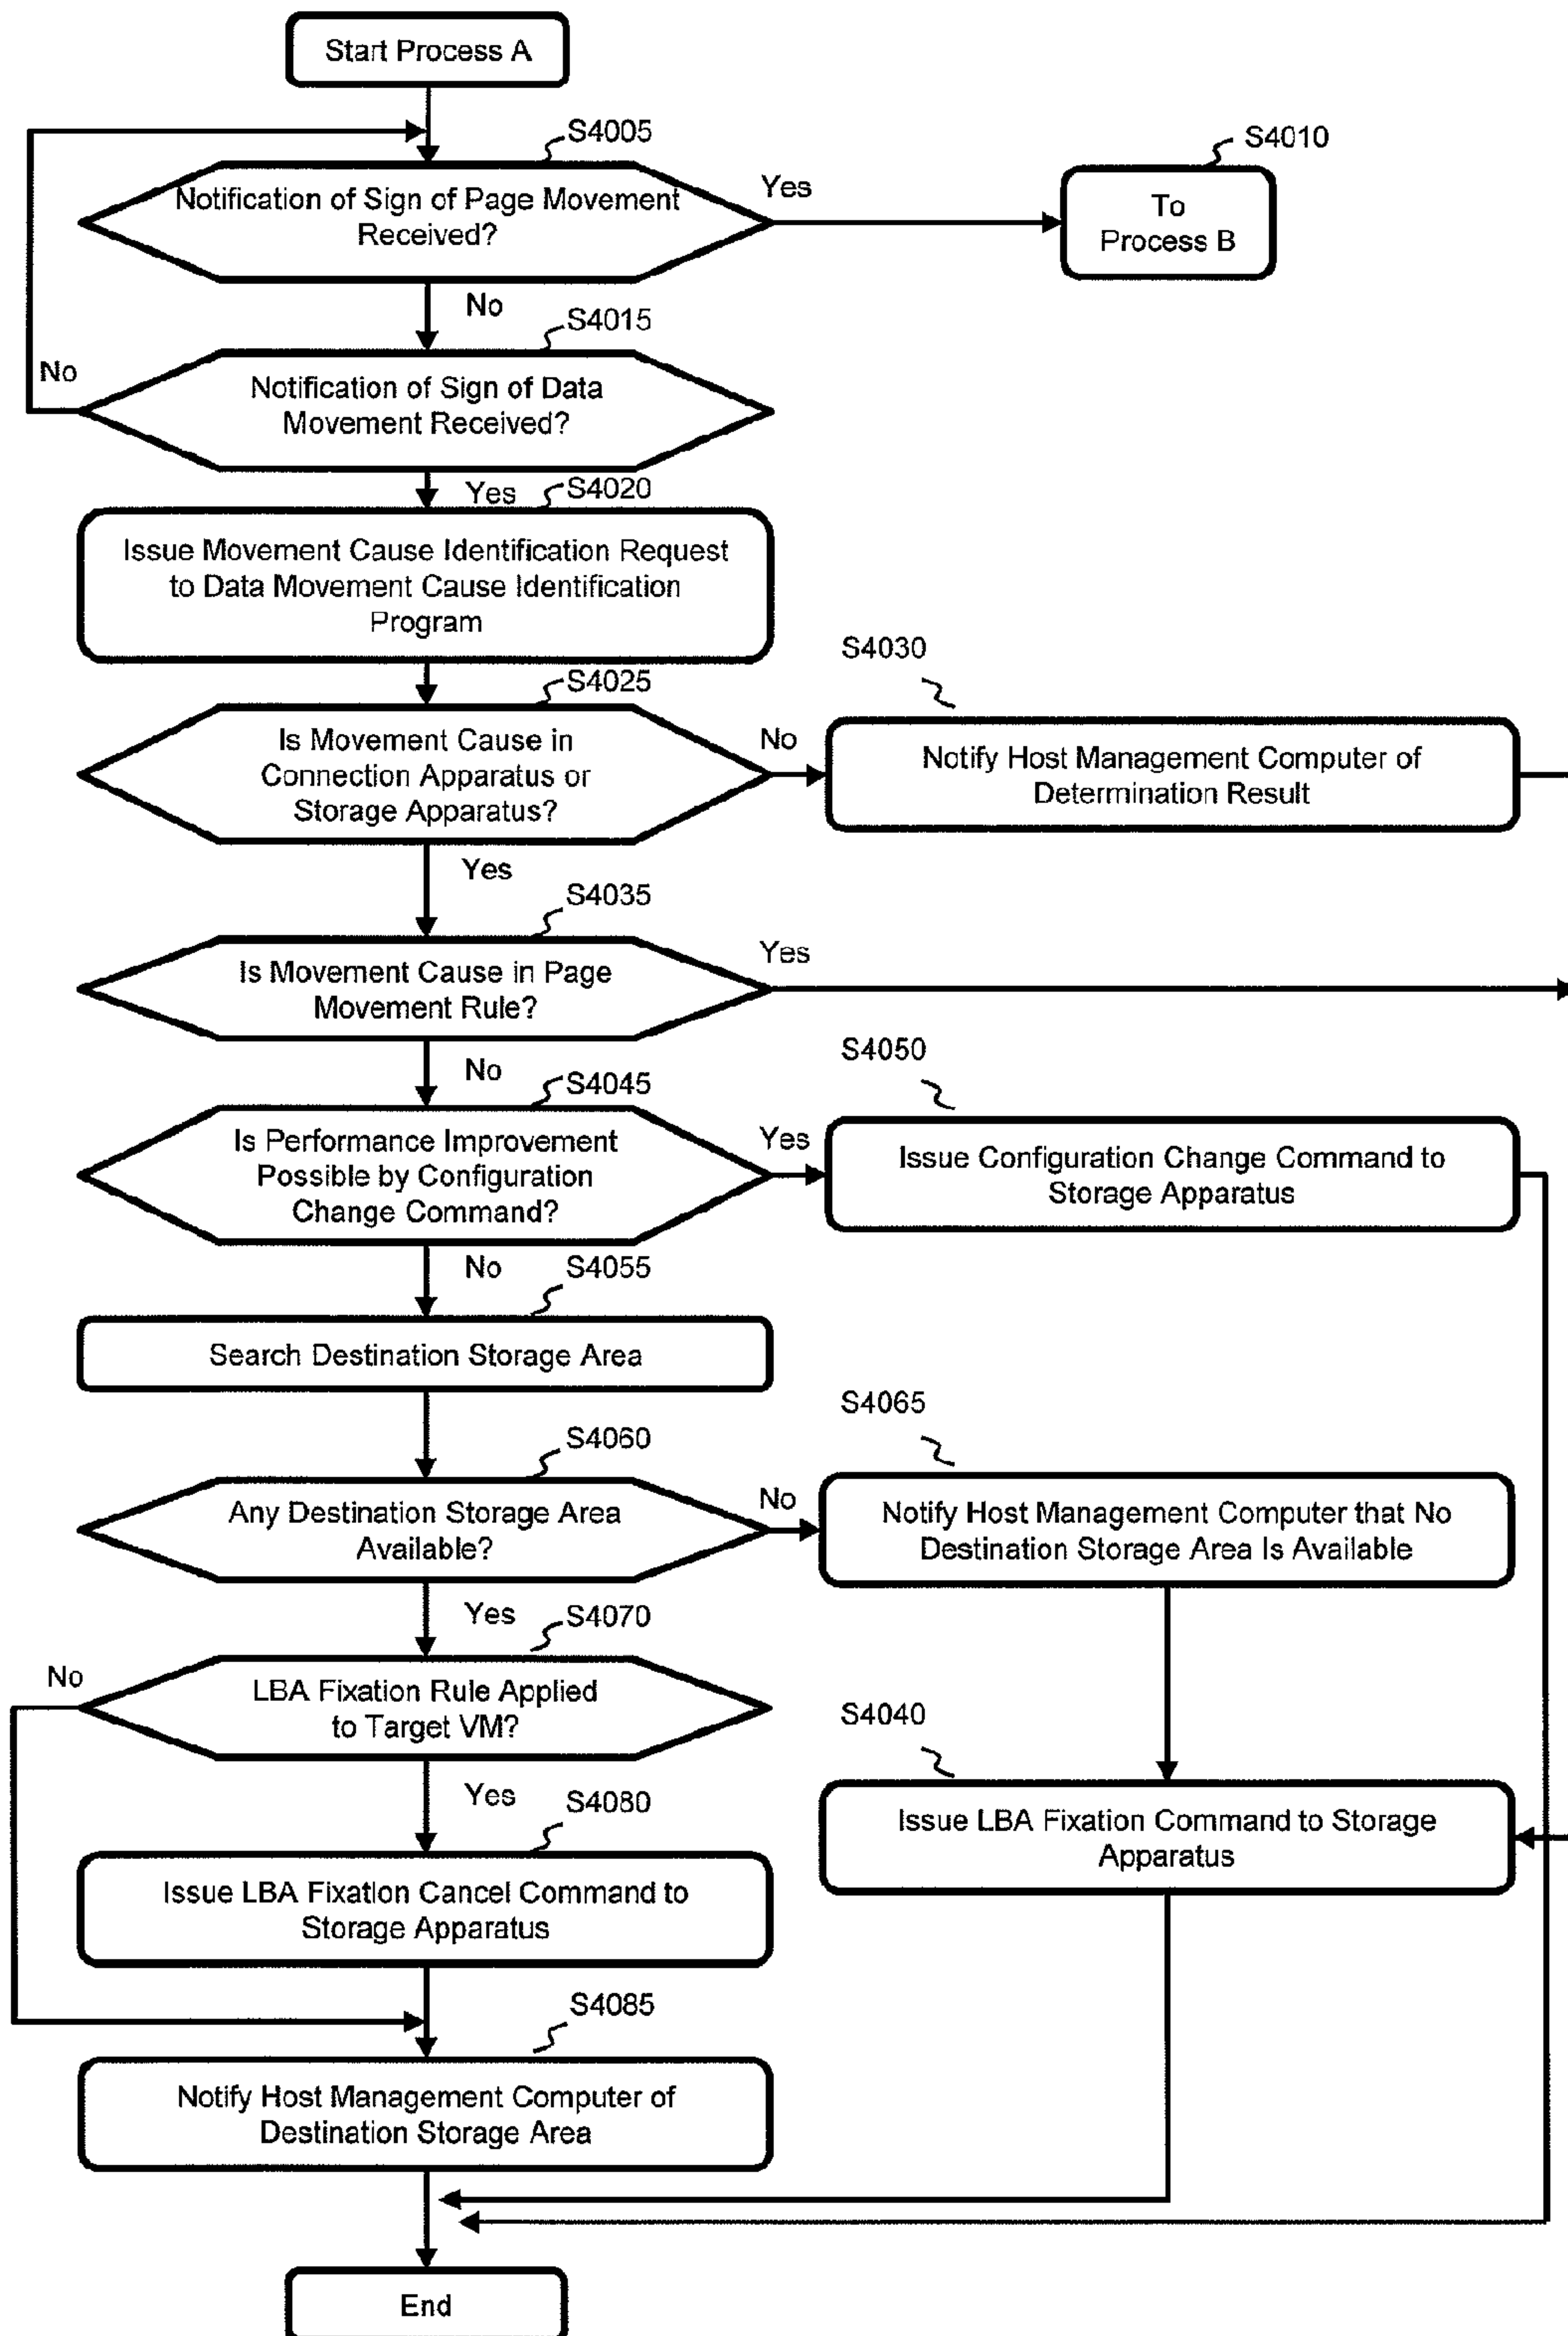 Start Process A
S4005
S4010
Notification of Sign of Page Movement
Received?
Yes
To
Process B
No
S4015
No
Notification of Sign of Data
Movement Received?
Yes
S4020
Issue Movement Cause Identification Request
to Data Movement Cause Identification
Program
S4025
S4030
Is Movement Cause in
Connection Apparatus or
Storage Apparatus?
No
Notify Host Management Computer of
Determination Result
Yes
S4035
Is Movement Cause in Page
Movement Rule?
Yes
No
S4045
S4050
Is Performance Improvement
Possible by Configuration
Change Command?
Yes
Issue Configuration Change Command to
Storage Apparatus
No
S4055
Search Destination Storage Area
S4060
S4065
Any Destination Storage Area
Available?
No
Notify Host Management Computer that No
Destination Storage Area Is Available
Yes
S4070
No
LBA Fixation Rule Applied
to Target VM?
S4040
Yes
S4080
Issue LBA Fixation Command to Storage
Apparatus
Issue LBA Fixation Cancel Command to
Storage Apparatus
S4085
Notify Host Management Computer of
Destination Storage Area
End